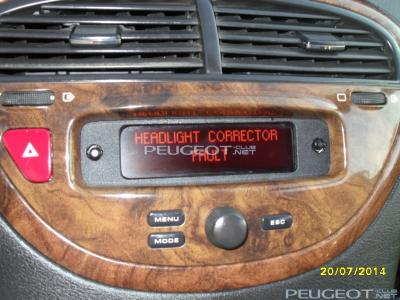 HEADLIGHT CORRECTOR
PEUGEOT-CLUB.NET
FAULT
MENU
MODE
ESC
20/07/2014
PEUGEOT-CLUB.NET